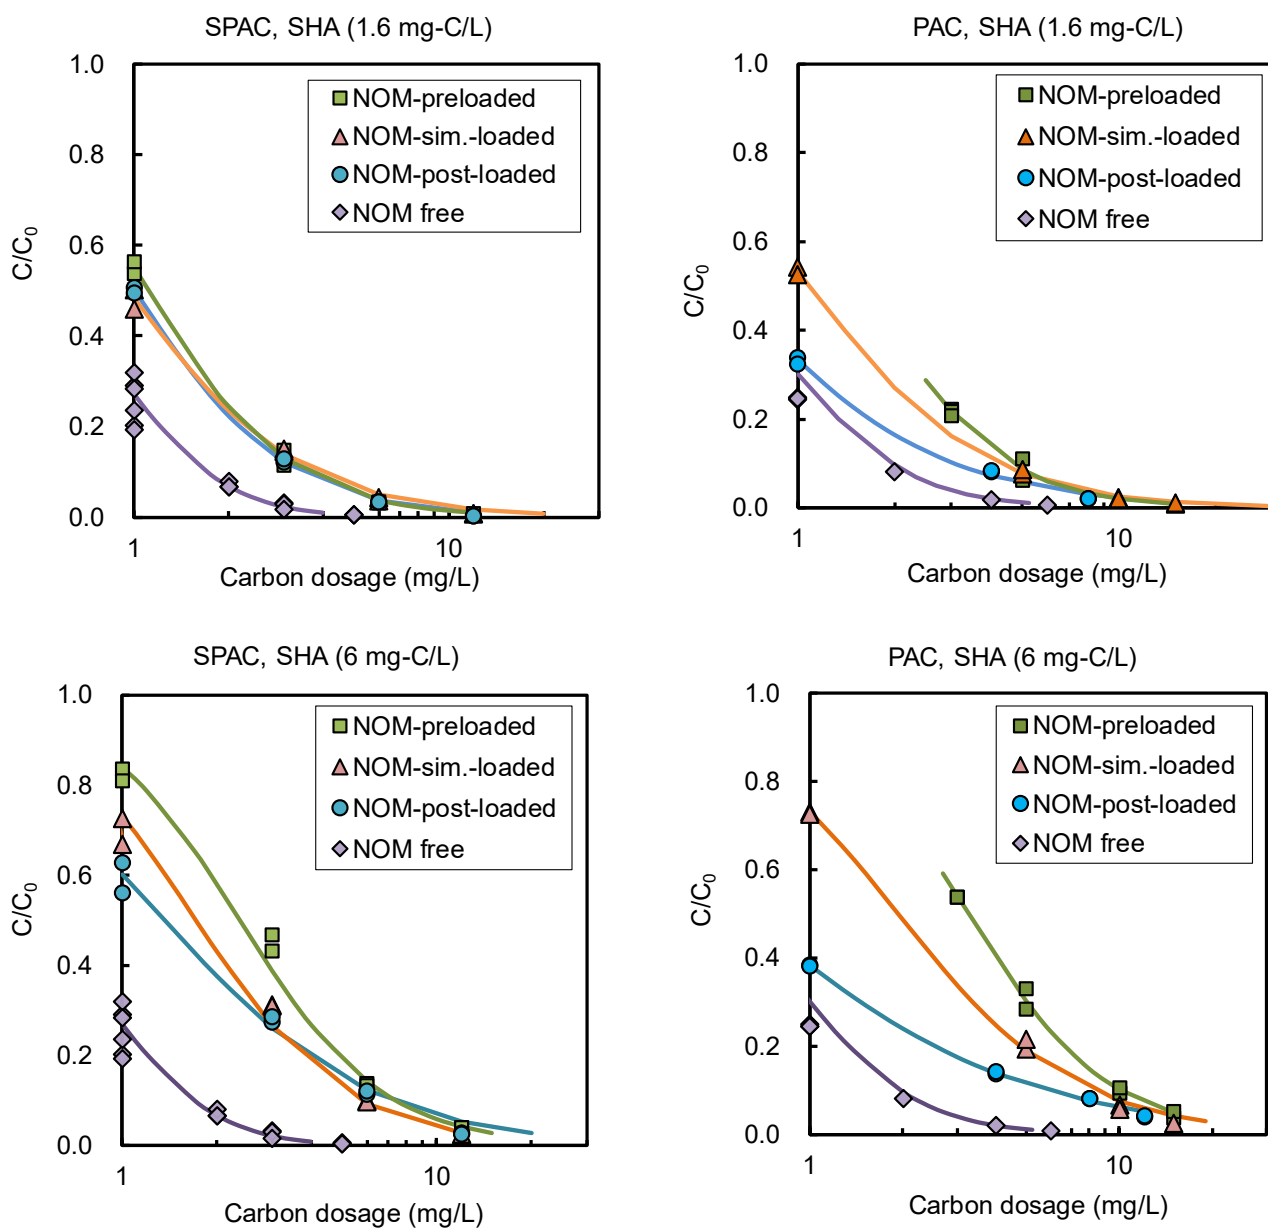 SPAC, SHA (1.6 mg-C/L)
1.0
0.8
0.6
0.4
0.2
0.0
C/C0
NOM-preloaded
NOM-sim.-loaded
NOM-post-loaded
NOM free
1
10
Carbon dosage (mg/L)
PAC, SHA (1.6 mg-C/L)
1.0
0.8
0.6
0.4
0.2
0.0
C/C0
NOM-preloaded
NOM-sim.-loaded
NOM-post-loaded
NOM free
1
10
Carbon dosage (mg/L)
SPAC, SHA (6 mg-C/L)
1.0
0.8
0.6
0.4
0.2
0.0
C/C0
NOM-preloaded
NOM-sim.-loaded
NOM-post-loaded
NOM free
1
10
Carbon dosage (mg/L)
PAC, SHA (6 mg-C/L)
1.0
0.8
0.6
0.4
0.2
0.0
C/C0
NOM-preloaded
NOM-sim.-loaded
NOM-post-loaded
NOM free
1
10
Carbon dosage (mg/L)